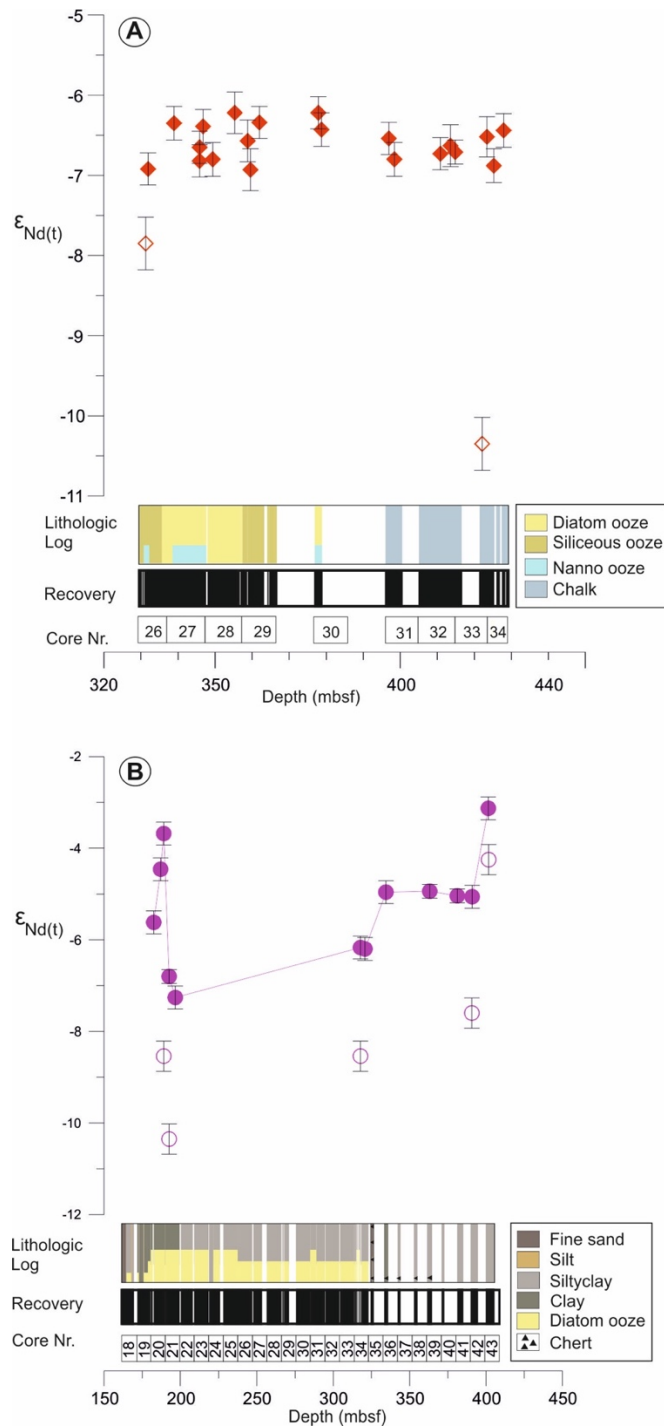 A
-5
-6
-7
-8
-9
-10
-11
εNd(t)
Lithologic
Log
Recovery
Core Nr.
26 27 28 29 30 31 32 33 34
Diatom ooze
Siliceous ooze
Nanno ooze
Chalk
320 350 400 440
Depth (mbsf)
B
-2
-4
-6
-8
-10
-12
εNd(t)
Lithologic
Log
Recovery
Core Nr.
18 19 20 21 22 23 24 25 26 27 28 29 30 31 32 33 34 35 36 37 38 39 40 41 42 43
Fine sand
Silt
Siltyclay
Clay
Diatom ooze
Chert
150 200 250 300 350 400 450
Depth (mbsf)